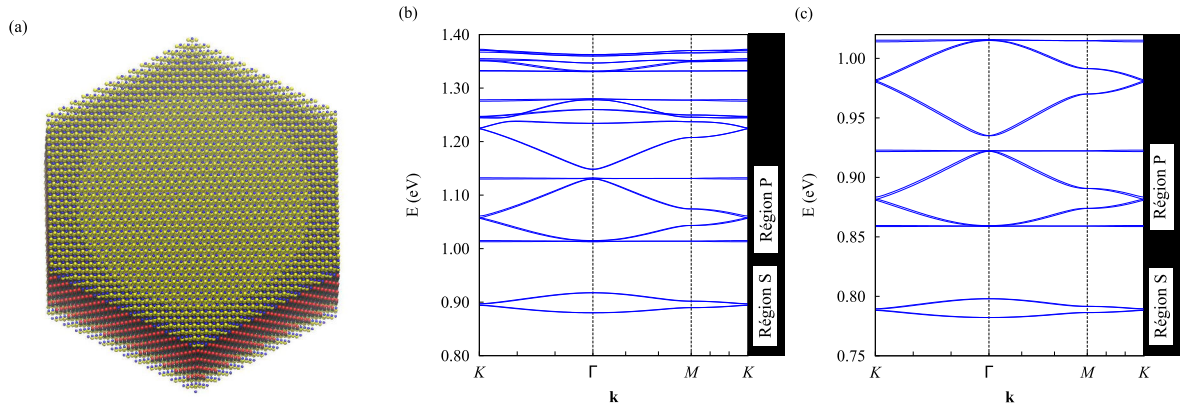 (a)
(b)
(c)
E (eV)
1.40
1.30
1.20
1.10
1.00
0.90
0.80
K
Γ
M
K
k
Région P
Région S
E (eV)
1.00
0.95
0.90
0.85
0.80
0.75
K
Γ
M
K
k
Région P
Région S